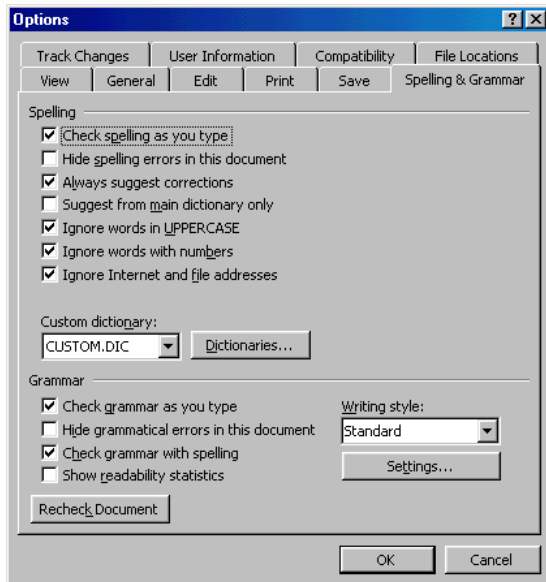 Options
Track Changes User Information Compatibility File Locations
View General Edit Print Save Spelling & Grammar
Spelling
Check spelling as you type
Hide spelling errors in this document
Always suggest corrections
Suggest from main dictionary only
Ignore words in UPPERCASE
Ignore words with numbers
Ignore Internet and file addresses
Custom dictionary:
CUSTOM.DIC Dictionaries...
Grammar
Check grammar as you type Writing style:
Hide grammatical errors in this document Standard
Check grammar with spelling
Show readability statistics Settings...
Recheck Document
OK Cancel